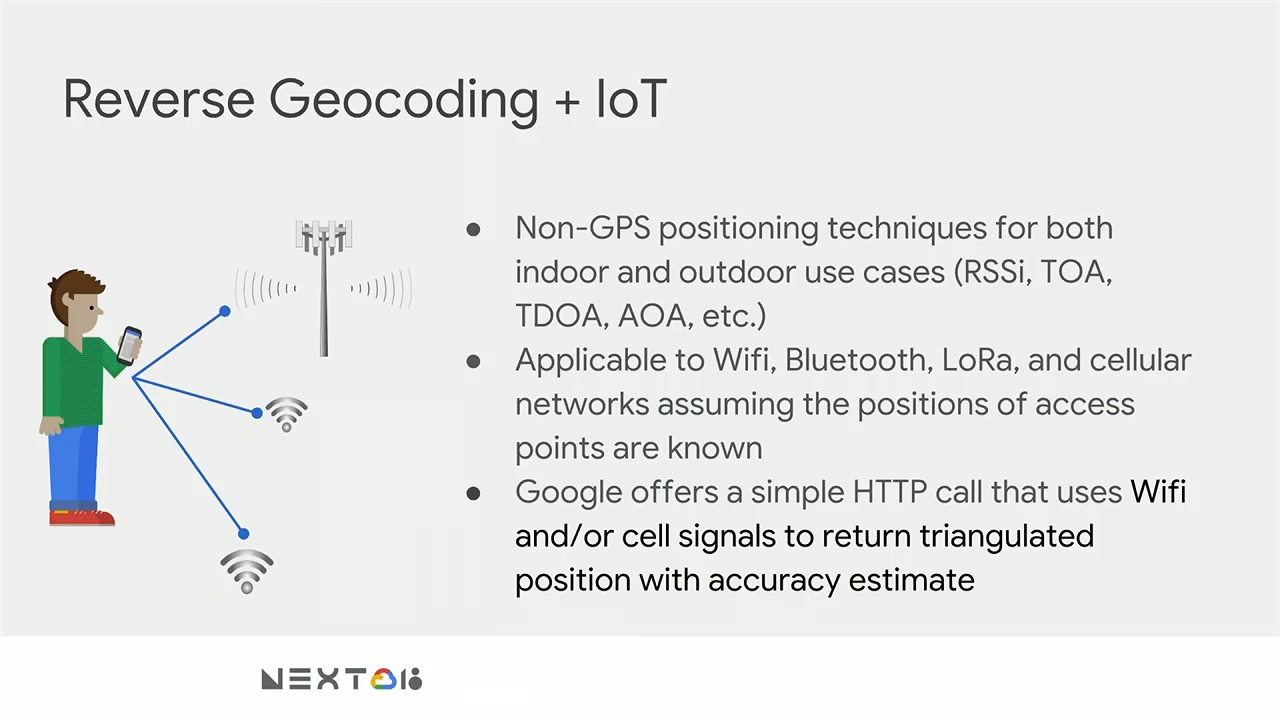 Reverse Geocoding + IoT
● Non-GPS positioning techniques for both
indoor and outdoor use cases (RSSi, TOA,
TDOA, AOA, etc.)
● Applicable to Wifi, Bluetooth, LoRa, and cellular
networks assuming the positions of access
points are known
● Google offers a simple HTTP call that uses Wifi
and/or cell signals to return triangulated
position with accuracy estimate
NEXT 18